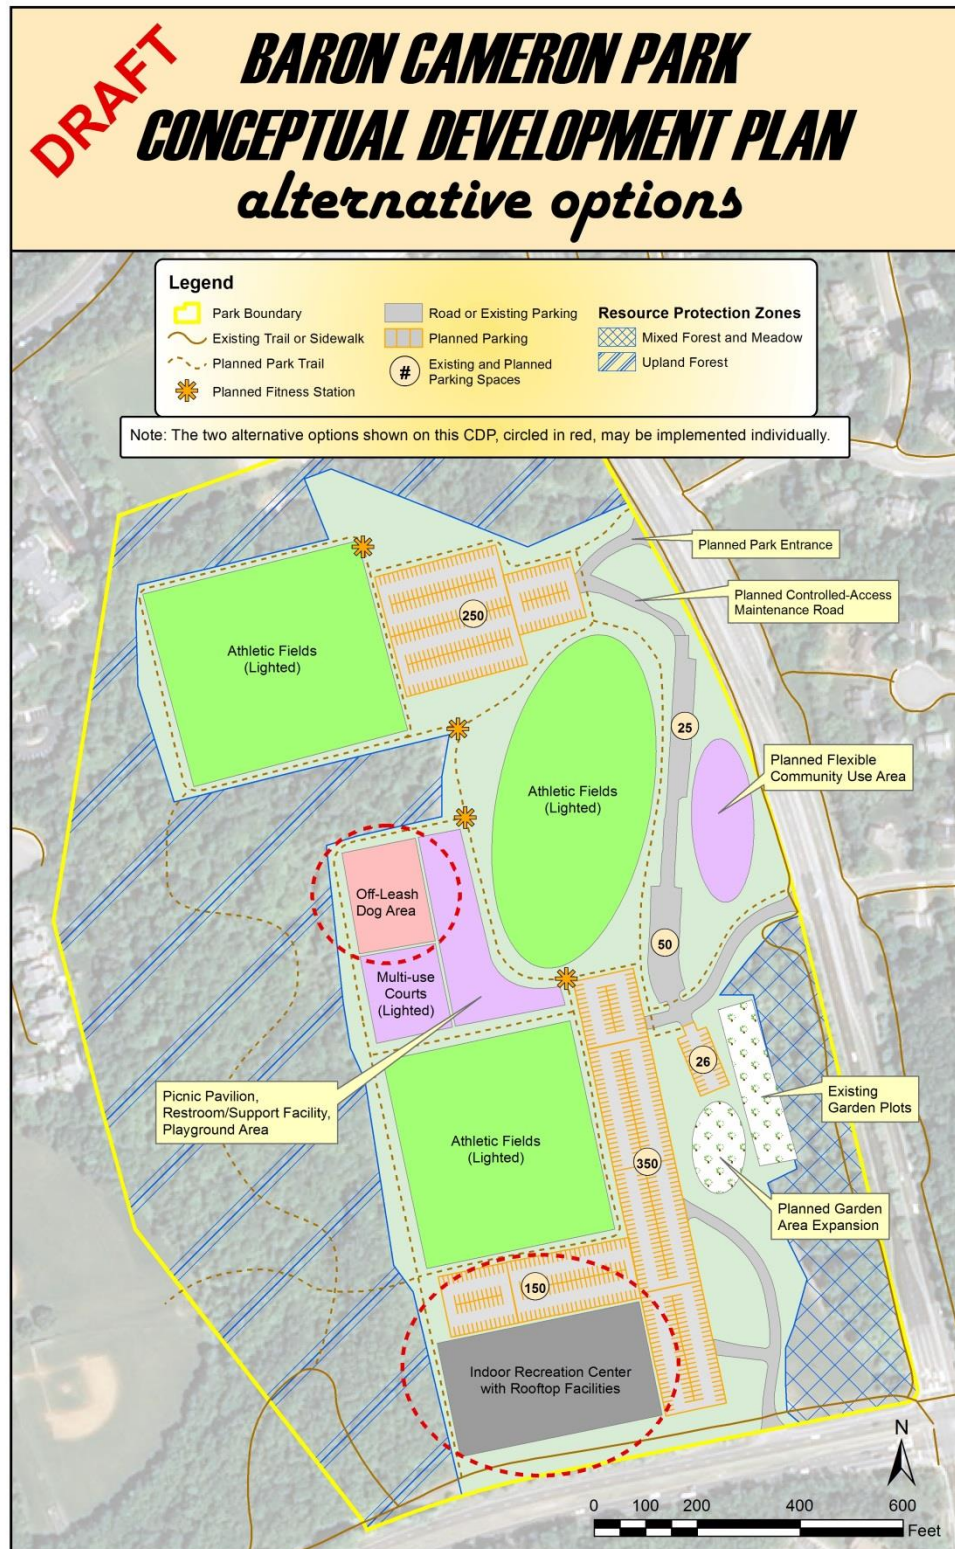 DRAFT
BARON CAMERON PARK
CONCEPTUAL DEVELOPMENT PLAN
alternative options
Legend
Park Boundary
Existing Trail or Sidewalk
Planned Park Trail
Planned Fitness Station
Road or Existing Parking
Planned Parking
#
Existing and Planned
Parking Spaces
Resource Protection Zones
Mixed Forest and Meadow
Upland Forest
Note: The two alternative options shown on this CDP, circled in red, may be implemented individually.
Planned Park Entrance
Planned Controlled-Access
Maintenance Road
250
Athletic Fields
(Lighted)
25
Planned Flexible
Community Use Area
Athletic Fields
(Lighted)
Off-Leash
Dog Area
50
Multi-use
Courts
(Lighted)
26
Picnic Pavilion,
Restroom/Support Facility,
Playground Area
Existing
Garden Plots
Athletic Fields
(Lighted)
350
Planned Garden
Area Expansion
150
Indoor Recreation Center
with Rooftop Facilities
N
0 100 200 400 600
Feet